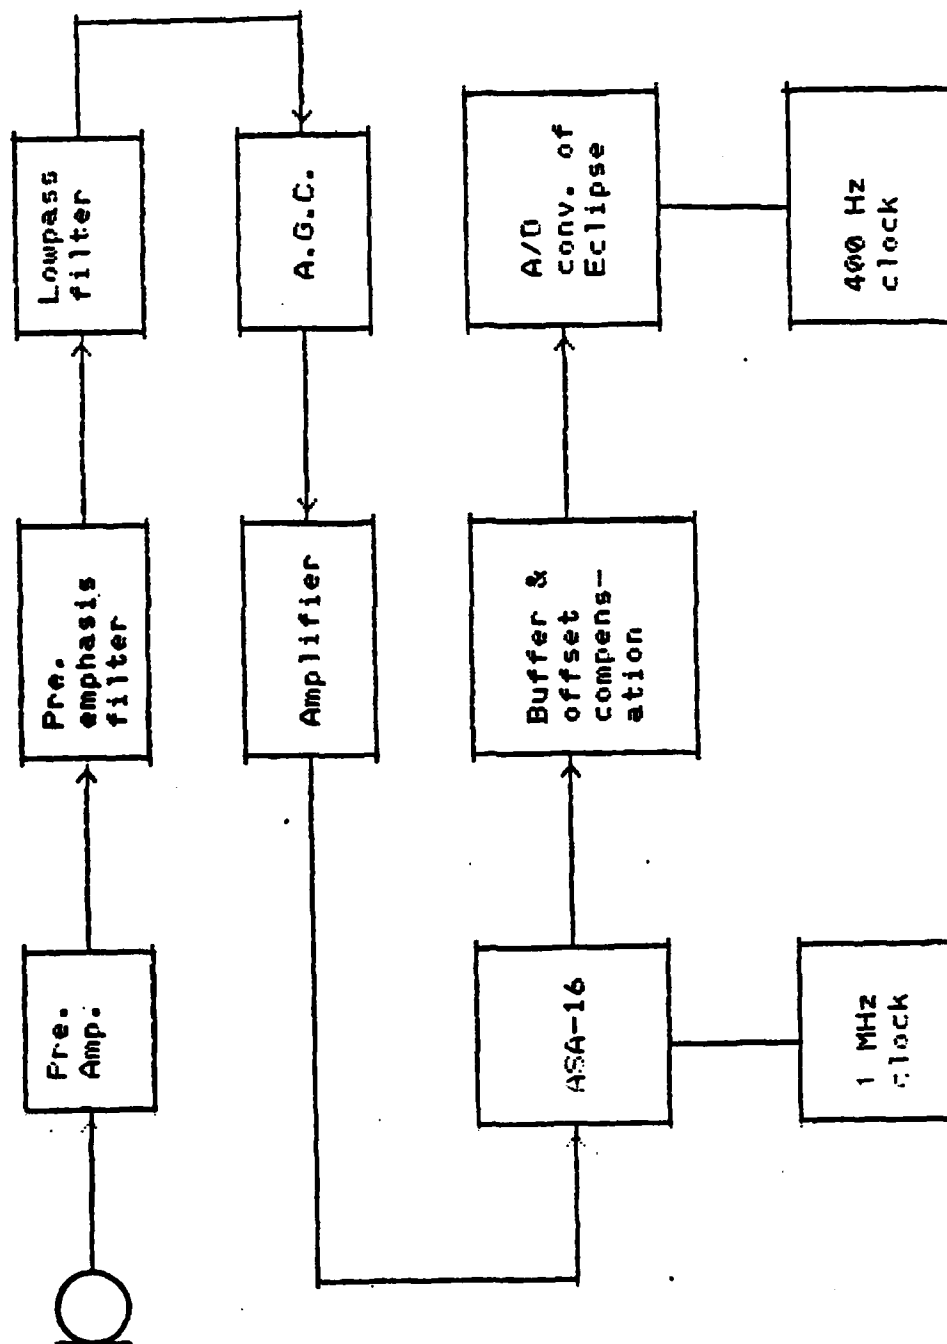 Pre.
Amp.
Pre.
emphasis
filter
Lowpass
filter
A.G.C.
Amplifier
ASA-16
1 MHz
clock
Buffer &
offset
compens-
ation
A/D
conv. of
Eclipse
400 Hz
clock